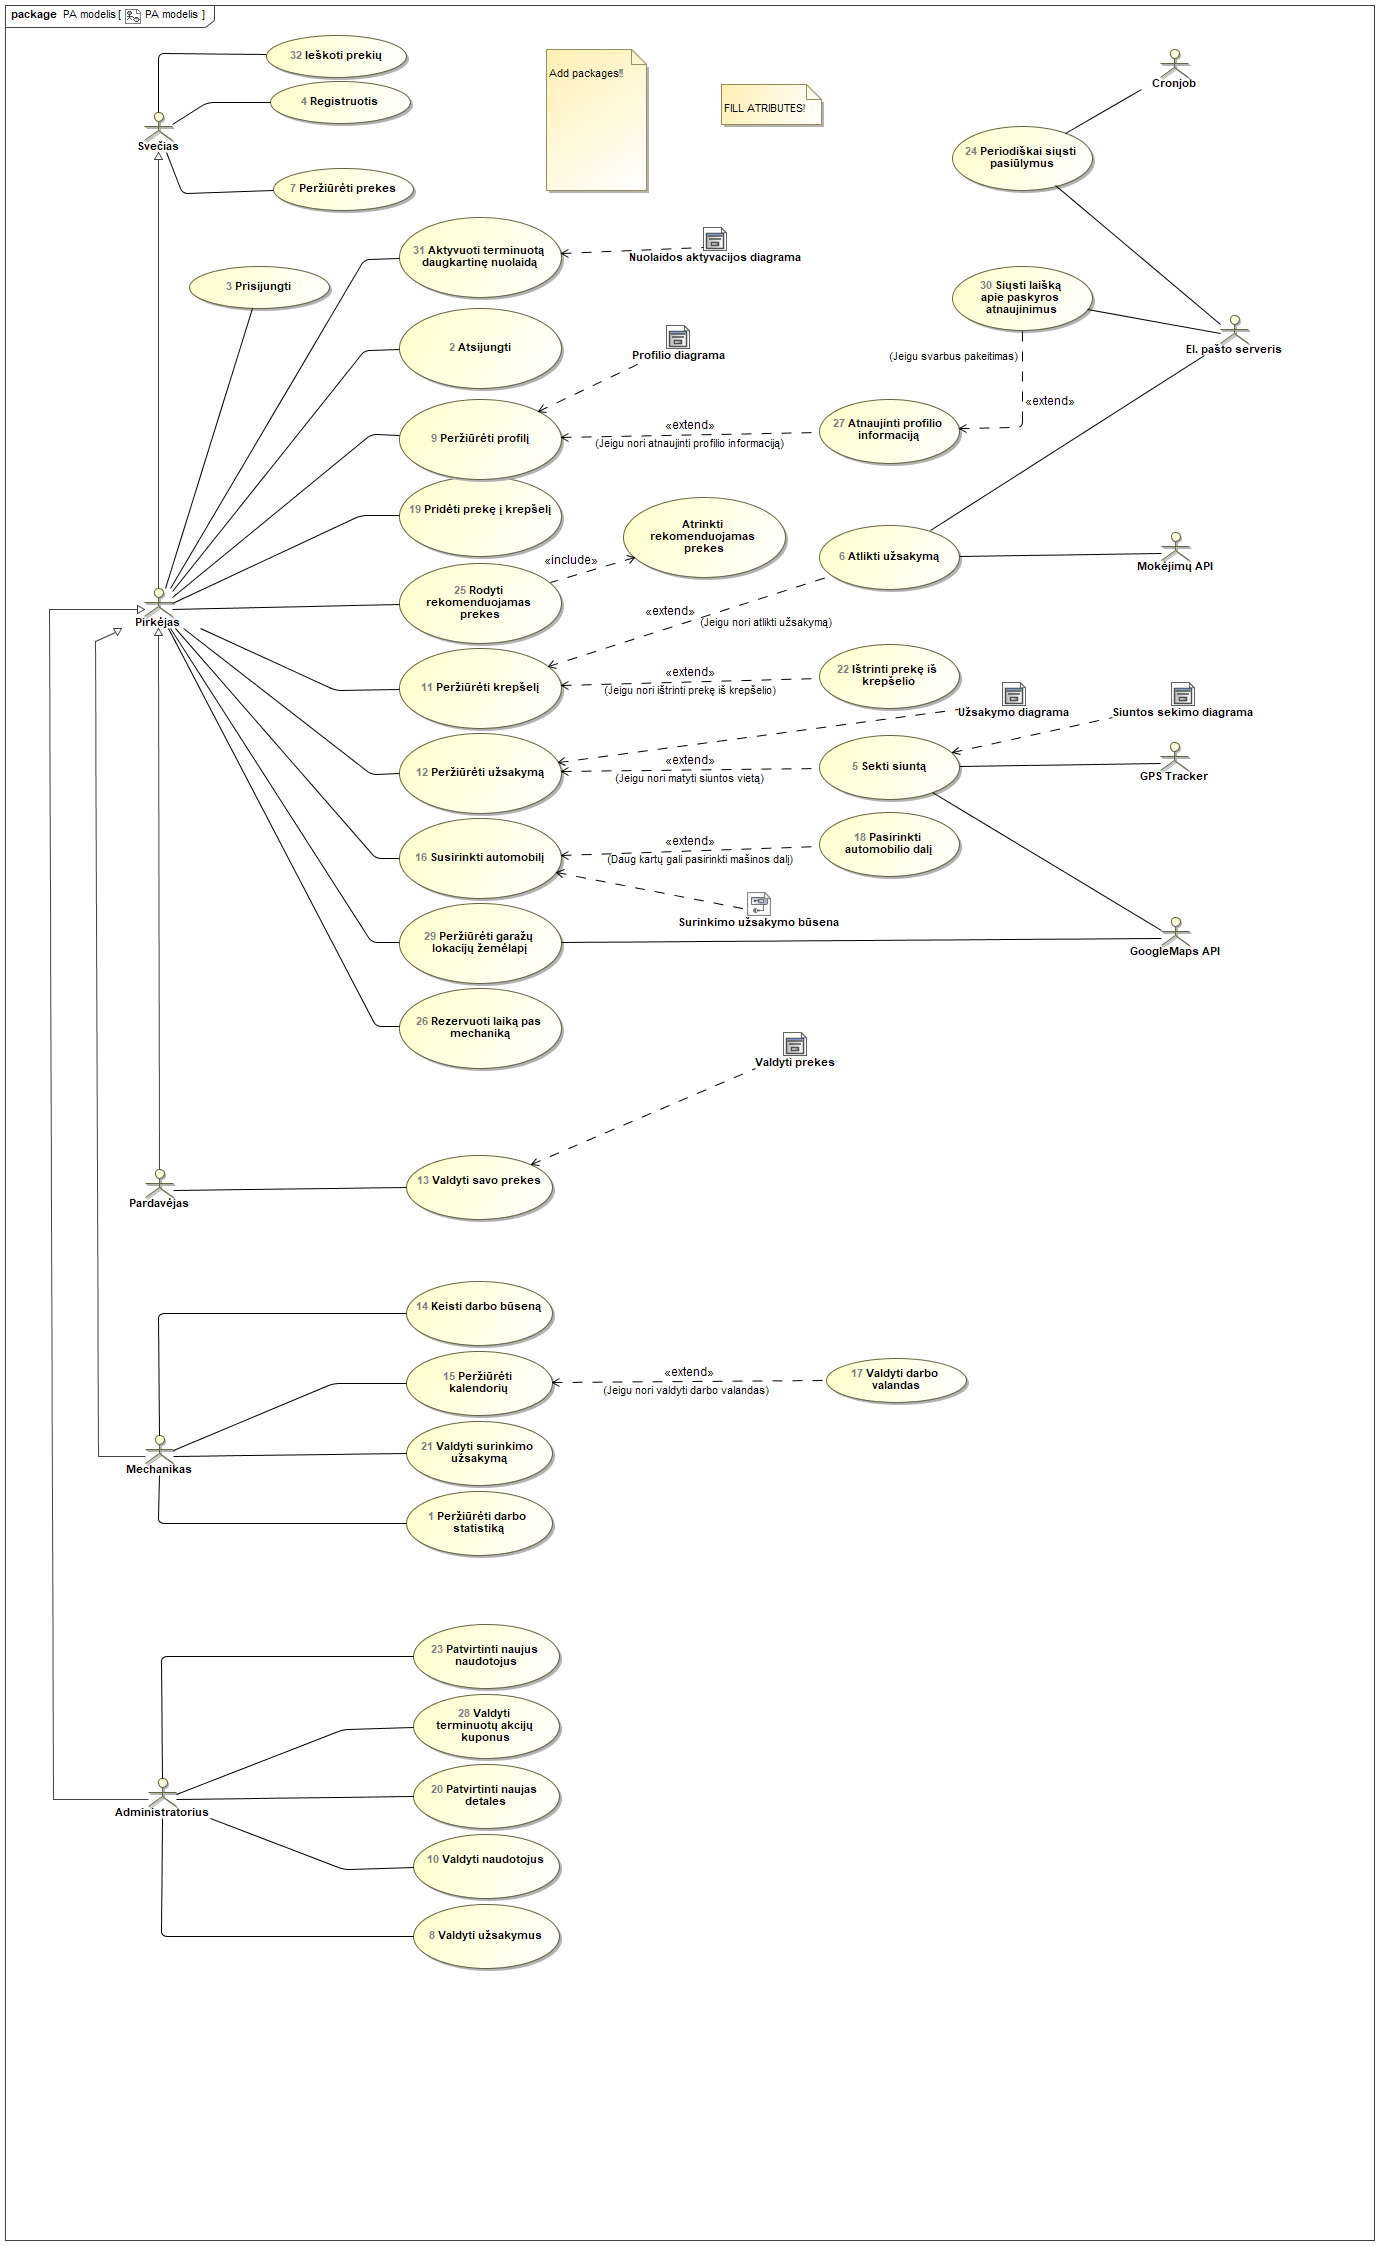 package PA modelis [ PA modelis ]
32 Ieškoti prekių
4 Registruotis
Svečias
7 Peržiūrėti prekes
Add packages!!
FILL ATRIBUTES!
Cronjob
24 Periodiškai siųsti
pasiūlymus
31 Aktyvuoti terminuotą
daugkartinę nuolaidą
Nuolaidos aktyvacijos diagrama
3 Prisijungti
30 Siųsti laišką
apie paskyros
atnaujinimus
2 Atsijungti
Profilio diagrama
(Jeigu svarbus pakeitimas)
El. pašto serveris
«extend»
9 Peržiūrėti profilį
«extend»
(Jeigu nori atnaujinti profilio informaciją)
27 Atnaujinti profilio
informaciją
19 Pridėti prekę į krepšelį
Atrinkti
rekomenduojamas
prekes
«include»
6 Atlikti užsakymą
Mokėjimų API
25 Rodyti
rekomenduojamas
prekes
Pirkėjas
«extend»
(Jeigu nori atlikti užsakymą)
11 Peržiūrėti krepšelį
«extend»
(Jeigu nori ištrinti prekę iš krepšelio)
22 Ištrinti prekę iš
krepšelio
Užsakymo diagrama
Siuntos sekimo diagrama
12 Peržiūrėti užsakymą
«extend»
(Jeigu nori matyti siuntos vietą)
5 Sekti siuntą
GPS Tracker
16 Susirinkti automobilį
«extend»
(Daug kartų gali pasirinkti mašinos dalį)
18 Pasirinkti
automobilio dalį
Surinkimo užsakymo būsena
29 Peržiūrėti garažų
lokacijų žemėlapį
GoogleMaps API
26 Rezervuoti laiką pas
mechaniką
Valdyti prekes
Pardavėjas
13 Valdyti savo prekes
14 Keisti darbo būseną
15 Peržiūrėti
kalendorių
«extend»
(Jeigu nori valdyti darbo valandas)
17 Valdyti darbo
valandas
21 Valdyti surinkimo
užsakymą
Mechanikas
1 Peržiūrėti darbo
statistiką
23 Patvirtinti naujus
naudotojus
28 Valdyti
terminuotų akcijų
kuponus
20 Patvirtinti naujas
detales
Administratorius
10 Valdyti naudotojus
8 Valdyti užsakymus